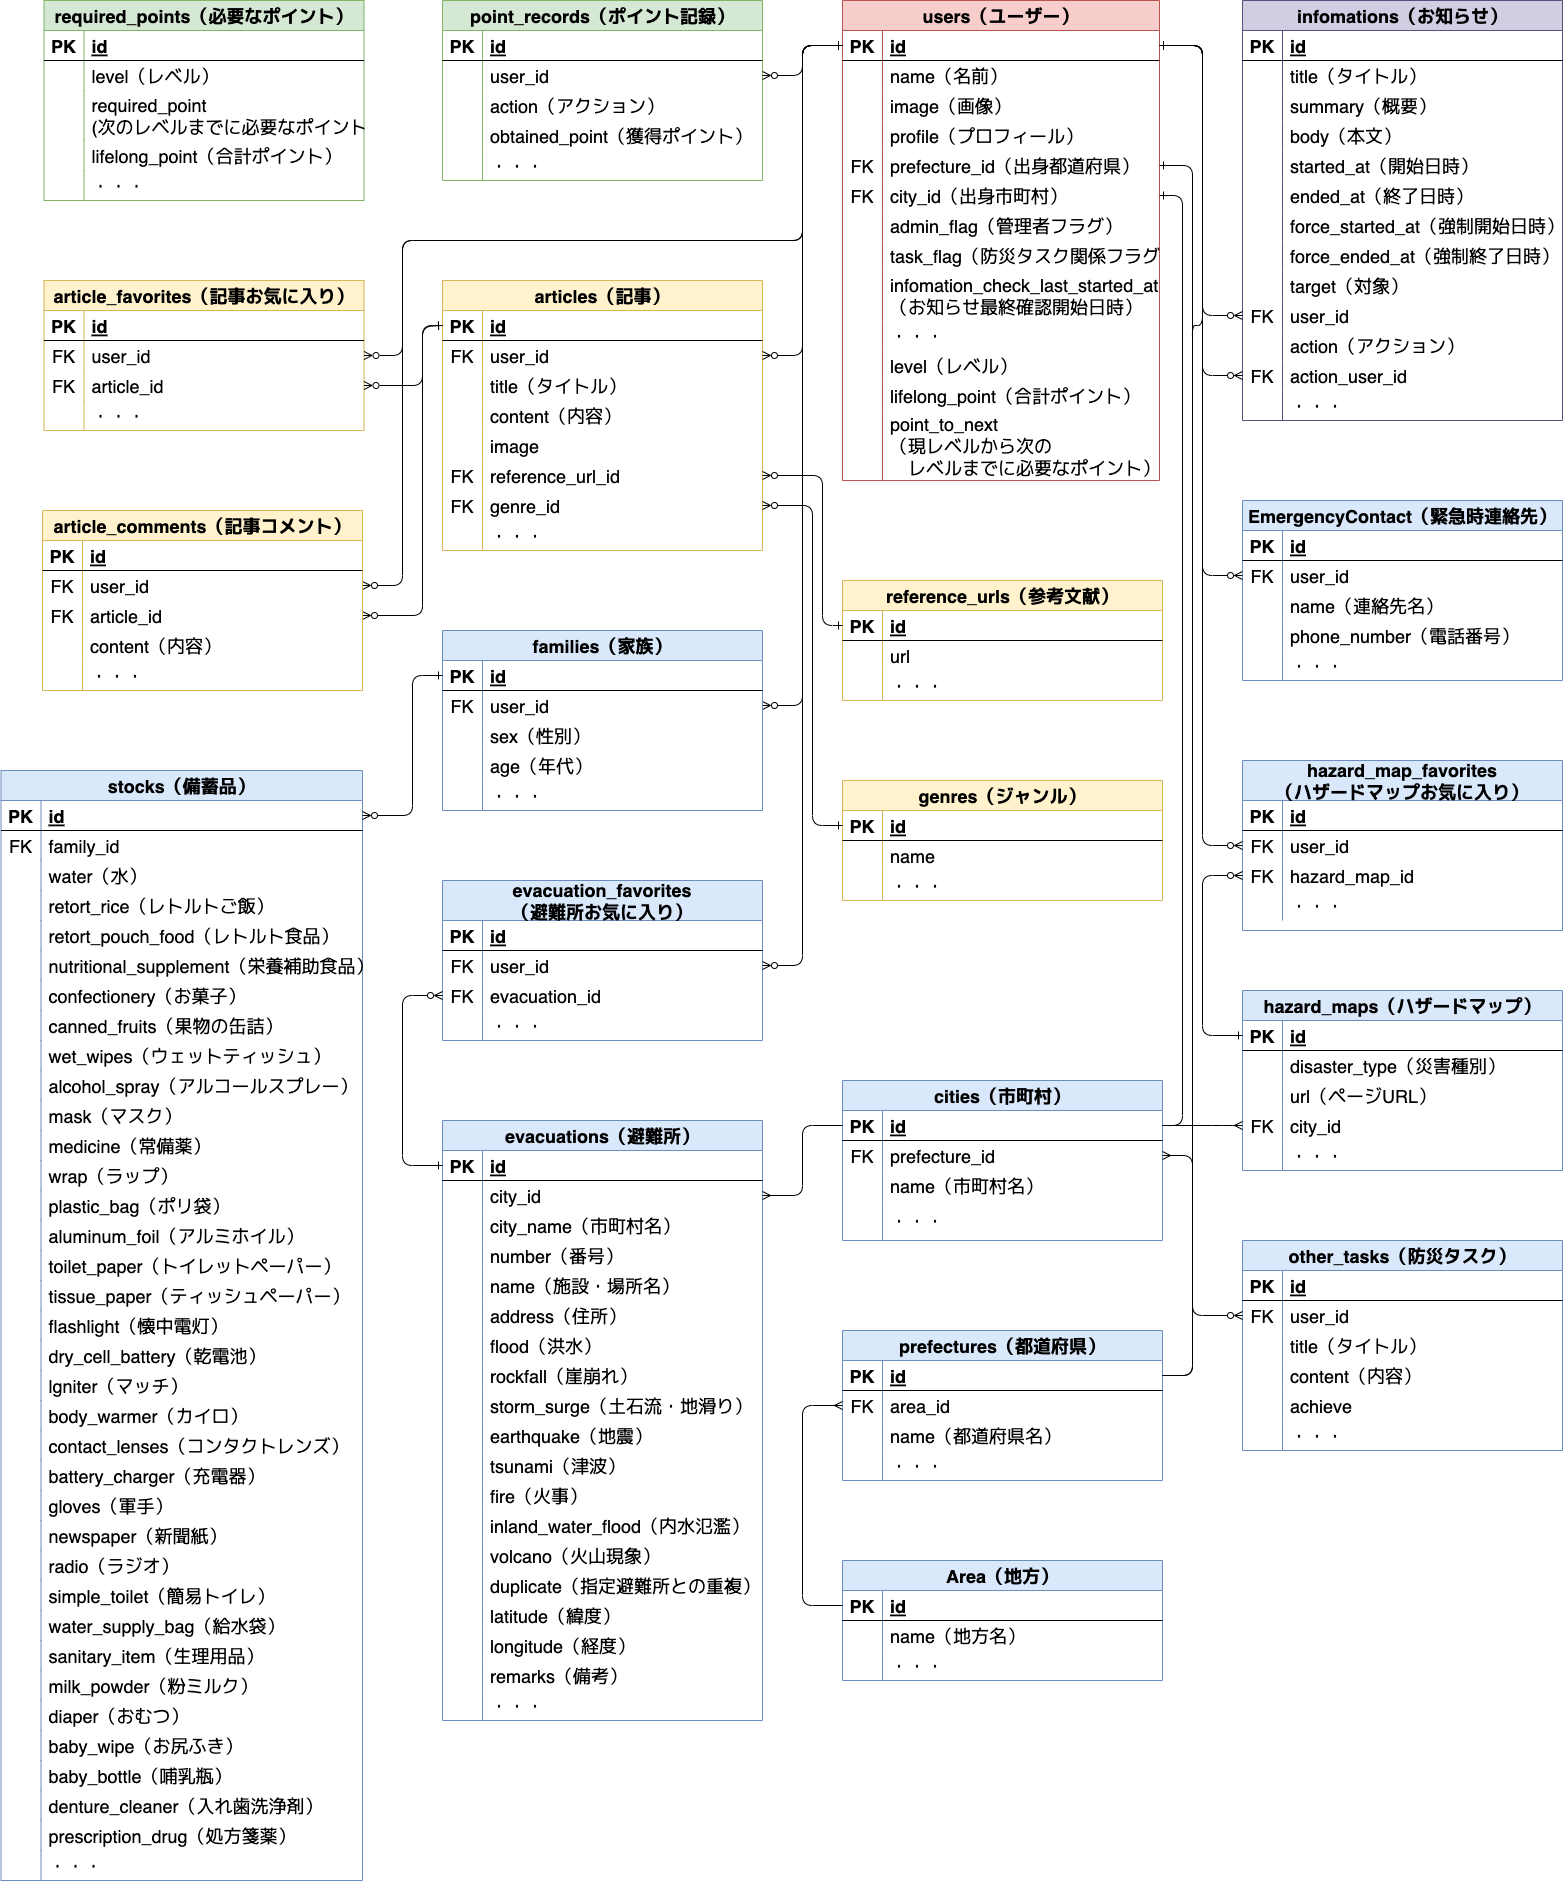 required_points（必要なポイント）
PK id
level（レベル）
required_point
(次のレベルまでに必要なポイント
lifelong_point（合計ポイント）
・・・
point_records（ポイント記録）
PK id
user_id
action（アクション）
obtained_point（獲得ポイント）
・・・
users（ユーザー）
PK id
name（名前）
image（画像）
profile（プロフィール）
FK prefecture_id（出身都道府県）
FK city_id（出身市町村）
admin_flag（管理者フラグ）
task_flag（防災タスク関係フラグ
infomation_check_last_started_at
（お知らせ最終確認開始日時）
・・・
level（レベル）
lifelong_point（合計ポイント）
point_to_next
（現レベルから次の
レベルまでに必要なポイント）
infomations（お知らせ）
PK id
title（タイトル）
summary（概要）
body（本文）
started_at（開始日時）
ended_at（終了日時）
force_started_at（強制開始日時）
force_ended_at（強制終了日時）
target（対象）
FK user_id
action（アクション）
FK action_user_id
・・・
article_favorites（記事お気に入り）
PK id
FK user_id
FK article_id
・・・
articles（記事）
PK id
FK user_id
title（タイトル）
content（内容）
image
FK reference_url_id
FK genre_id
・・・
article_comments（記事コメント）
PK id
FK user_id
FK article_id
content（内容）
・・・
EmergencyContact（緊急時連絡先）
PK id
FK user_id
name（連絡先名）
phone_number（電話番号）
・・・
reference_urls（参考文献）
PK id
url
・・・
families（家族）
PK id
FK user_id
sex（性別）
age（年代）
・・・
stocks（備蓄品）
PK id
FK family_id
water（水）
retort_rice（レトルトご飯）
retort_pouch_food（レトルト食品）
nutritional_supplement（栄養補助食品）
confectionery（お菓子）
canned_fruits（果物の缶詰）
wet_wipes（ウェットティッシュ）
alcohol_spray（アルコールスプレー）
mask（マスク）
medicine（常備薬）
wrap（ラップ）
plastic_bag（ポリ袋）
aluminum_foil（アルミホイル）
toilet_paper（トイレットペーパー）
tissue_paper（ティッシュペーパー）
flashlight（懐中電灯）
dry_cell_battery（乾電池）
Igniter（マッチ）
body_warmer（カイロ）
contact_lenses（コンタクトレンズ）
battery_charger（充電器）
gloves（軍手）
newspaper（新聞紙）
radio（ラジオ）
simple_toilet（簡易トイレ）
water_supply_bag（給水袋）
sanitary_item（生理用品）
milk_powder（粉ミルク）
diaper（おむつ）
baby_wipe（お尻ふき）
baby_bottle（哺乳瓶）
denture_cleaner（入れ歯洗浄剤）
prescription_drug（処方箋薬）
・・・
genres（ジャンル）
PK id
name
・・・
hazard_map_favorites
（ハザードマップお気に入り）
PK id
FK user_id
FK hazard_map_id
・・・
evacuation_favorites
（避難所お気に入り）
PK id
FK user_id
FK evacuation_id
・・・
hazard_maps（ハザードマップ）
PK id
disaster_type（災害種別）
url（ページURL）
FK city_id
・・・
cities（市町村）
PK id
FK prefecture_id
name（市町村名）
・・・
evacuations（避難所）
PK id
city_id
city_name（市町村名）
number（番号）
name（施設・場所名）
address（住所）
flood（洪水）
rockfall（崖崩れ）
storm_surge（土石流・地滑り）
earthquake（地震）
tsunami（津波）
fire（火事）
inland_water_flood（内水氾濫）
volcano（火山現象）
duplicate（指定避難所との重複）
latitude（緯度）
longitude（経度）
remarks（備考）
・・・
other_tasks（防災タスク）
PK id
FK user_id
title（タイトル）
content（内容）
achieve
・・・
prefectures（都道府県）
PK id
FK area_id
name（都道府県名）
・・・
Area（地方）
PK id
name（地方名）
・・・